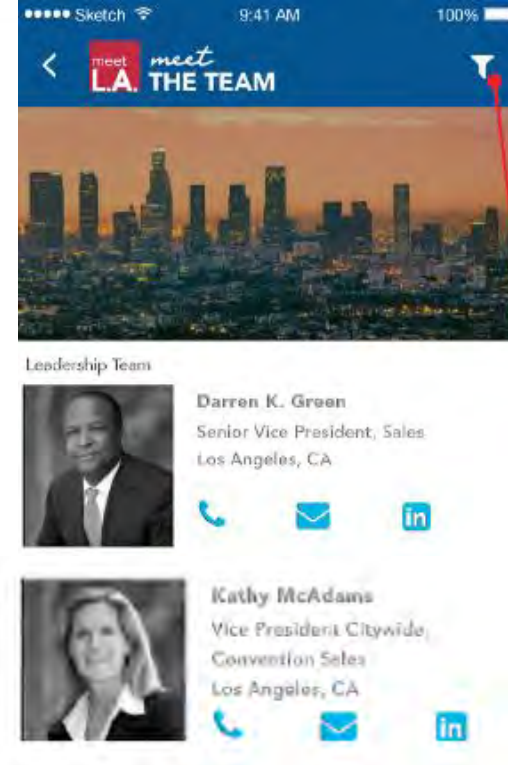 Sketch 9:41 AM 100%
meet
L.A.
meet
THE TEAM
Leadership Team
Darren K. Green
Senior Vice President, Sales
Los Angeles, CA
in
Kathy McAdams
Vice President Citywide,
Convention Sales
Los Angeles, CA
in